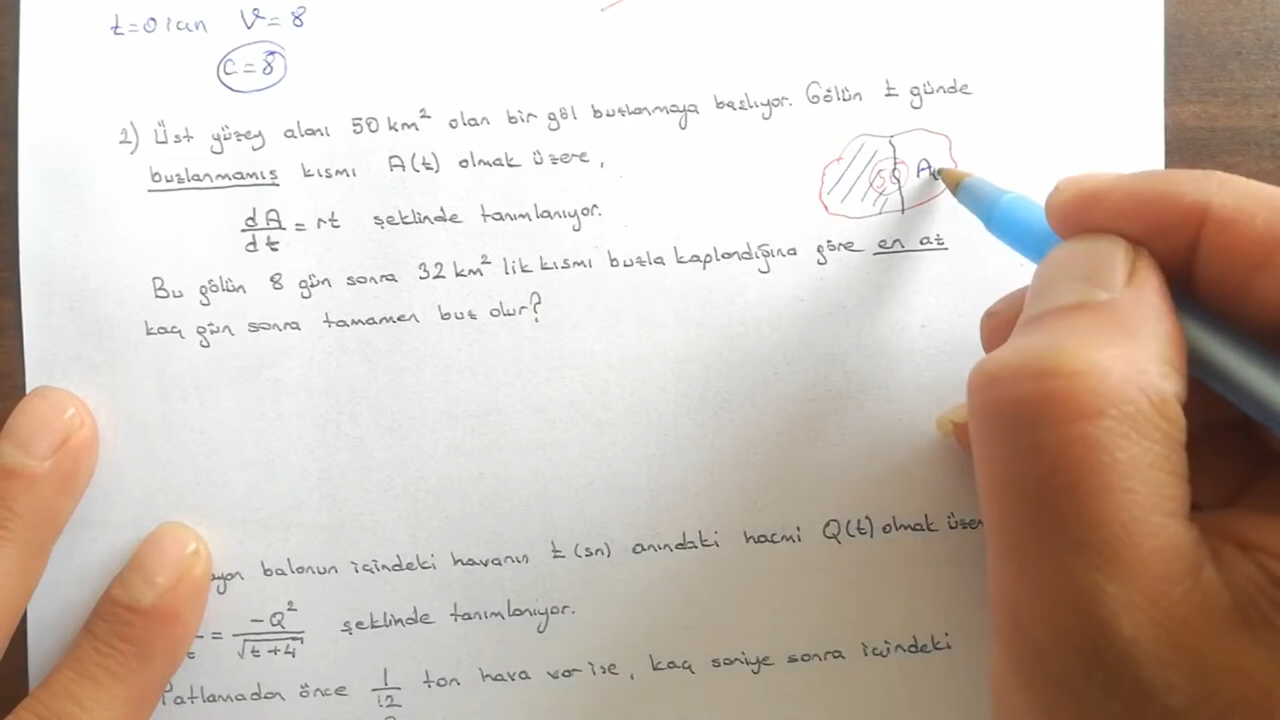 t=0 ian V=8
C=8
2) Üst yüzey alanı 50 km² olan bir göl buzlanmaya başlıyor. Gölün t günde
buzlanmamış kısmı A(t) olmak üzere,
50 A(
dA/dt = rt şeklinde tanımlanıyor.
Bu gölün 8 gün sonra 32 km² lik kısmı buzla kaplandığına göre en az
kaç gün sonra tamamen buz olur?
balonun içindeki havanın t (sn) anındaki hacmi Q(t) olmak
= -Q²/√t+4 şeklinde tanımlanıyor.
Patlamadan önce 1/12 ton hava var ise, kaç saniye sonra içindeki